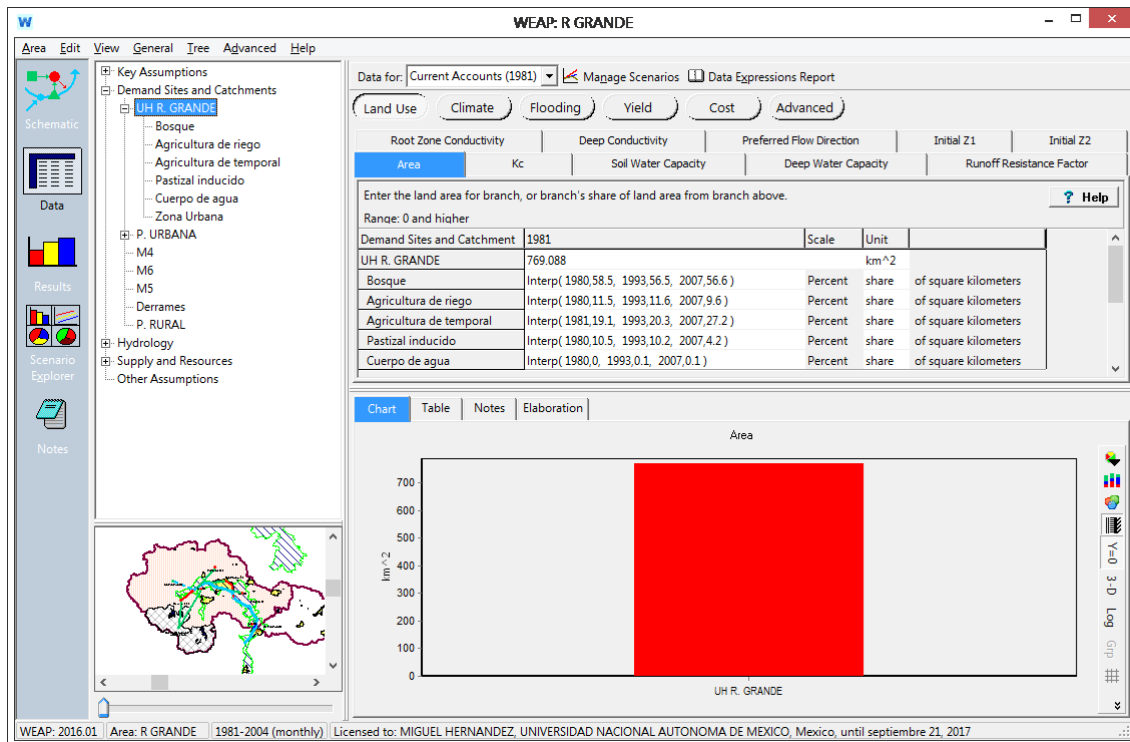 W WEAP: R GRANDE
Area Edit View General Tree Advanced Help
Schematic
Data
Results
Scenario
Explorer
Notes
Key Assumptions
Demand Sites and Catchments
UH R. GRANDE
Bosque
Agricultura de riego
Agricultura de temporal
Pastizal inducido
Cuerpo de agua
Zona Urbana
P. URBANA
M4
M6
M5
Derrames
P. RURAL
Hydrology
Supply and Resources
Other Assumptions
Data for: Current Accounts (1981) Manage Scenarios Data Expressions Report
Land Use Climate Flooding Yield Cost Advanced
Root Zone Conductivity Deep Conductivity Preferred Flow Direction Initial Z1 Initial Z2
Area Kc Soil Water Capacity Deep Water Capacity Runoff Resistance Factor
Enter the land area for branch, or branch's share of land area from branch above.
? Help
Range: 0 and higher
Demand Sites and Catchment 1981 Scale Unit
UH R. GRANDE 769.088 km^2
Bosque Interp( 1980,58.5, 1993,56.5, 2007,56.6 ) Percent share of square kilometers
Agricultura de riego Interp( 1980,11.5, 1993,11.6, 2007,9.6 ) Percent share of square kilometers
Agricultura de temporal Interp( 1981,19.1, 1993,20.3, 2007,27.2 ) Percent share of square kilometers
Pastizal inducido Interp( 1980,10.5, 1993,10.2, 2007,4.2 ) Percent share of square kilometers
Cuerpo de agua Interp( 1980,0, 1993,0.1, 2007,0.1 ) Percent share of square kilometers
Chart Table Notes Elaboration
Area
700
600
500
400
300
200
100
0
km^2
UH R. GRANDE
Y=0
3-D
Log
Grp
WEAP: 2016.01 Area: R GRANDE 1981-2004 (monthly) Licensed to: MIGUEL HERNANDEZ, UNIVERSIDAD NACIONAL AUTONOMA DE MEXICO, Mexico, until septiembre 21, 2017